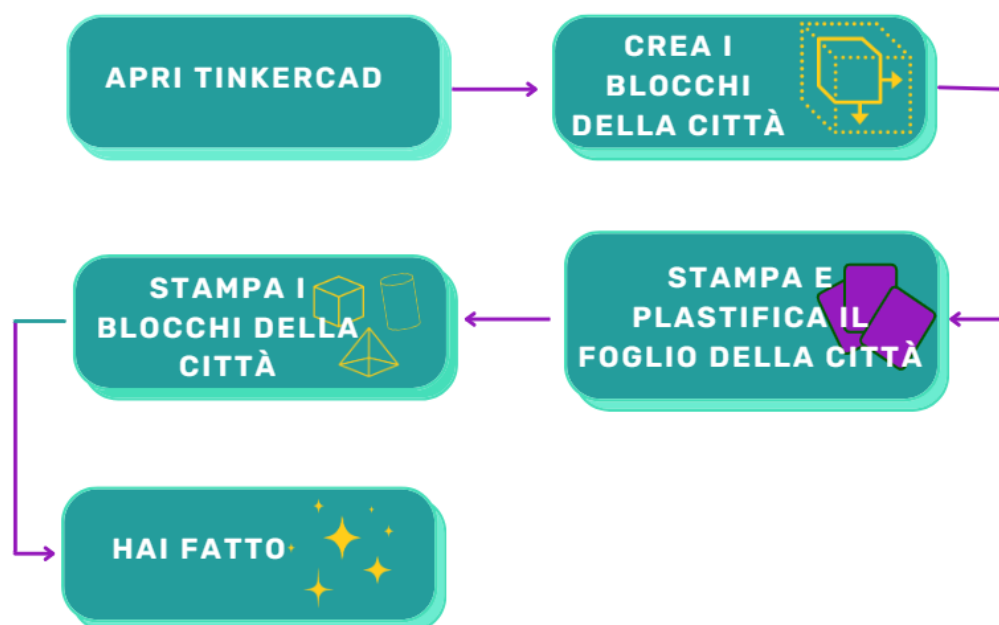 APRI TINKERCAD
CREA I
BLOCCHI
DELLA CITTÀ
STAMPA E
PLASTIFICA IL
FOGLIO DELLA CITTÀ
STAMPA I
BLOCCHI DELLA
CITTÀ
HAI FATTO